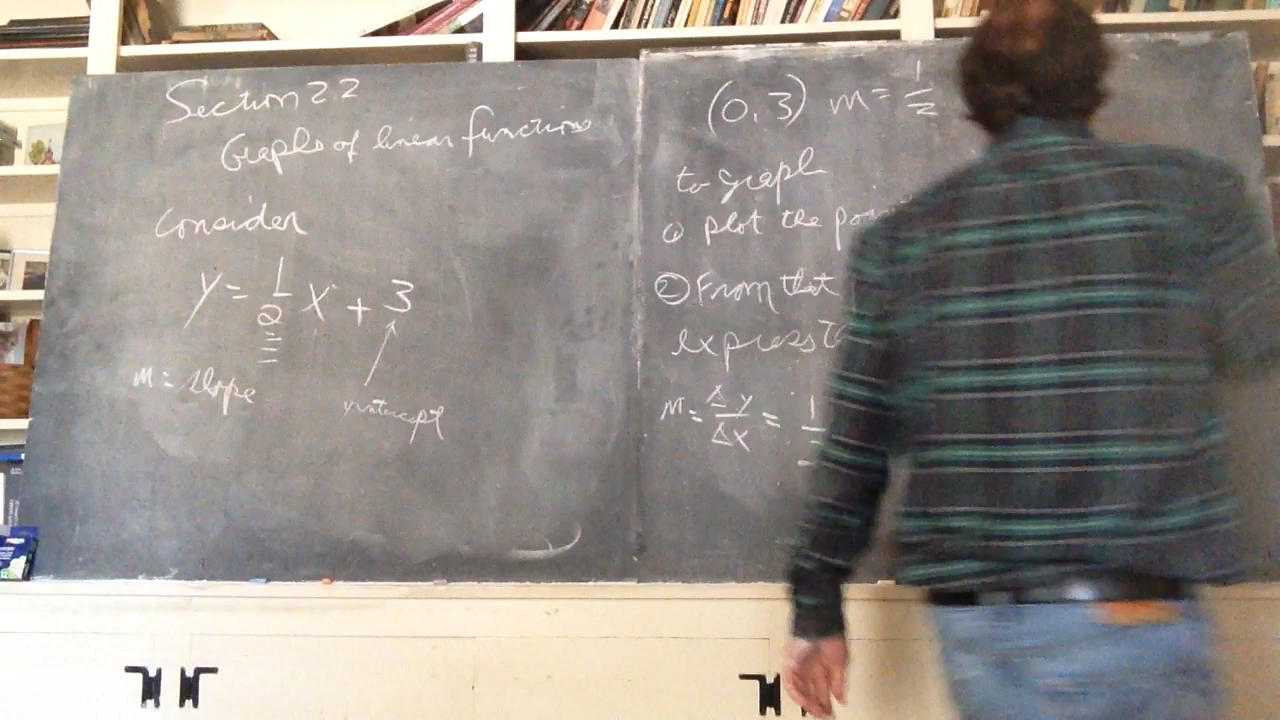 Section 2.2
Graphs of linear functions
Consider
y = 1/2 x + 3
m = slope
y intercept
(0, 3) m = 1/2
to graph
① plot the
② From that
express
m = Δy/Δx = 1